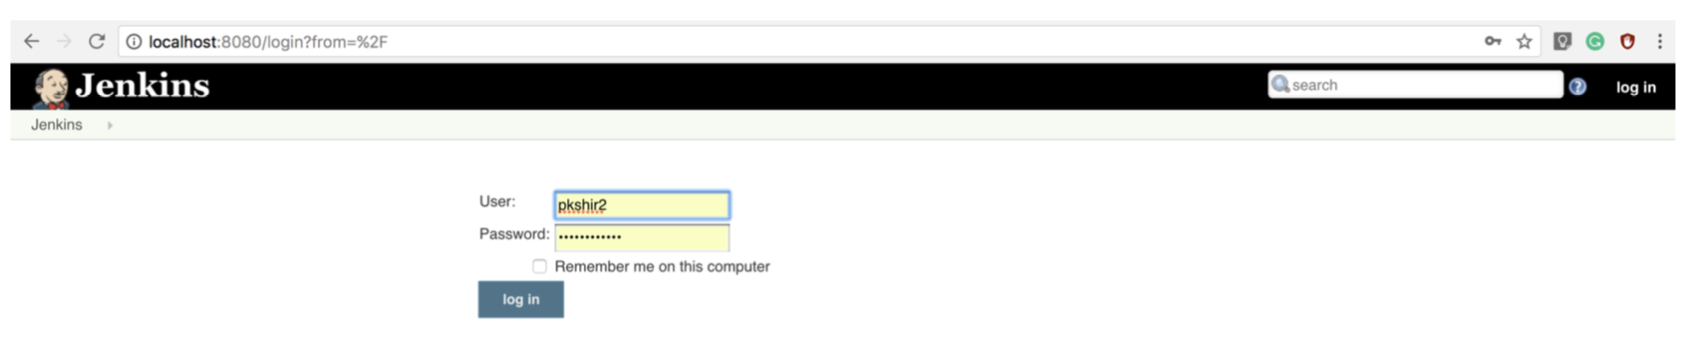 localhost:8080/login?from=%2F
Jenkins
search
log in
Jenkins
User:
pkshir2
Password:
••••••••••••
Remember me on this computer
log in